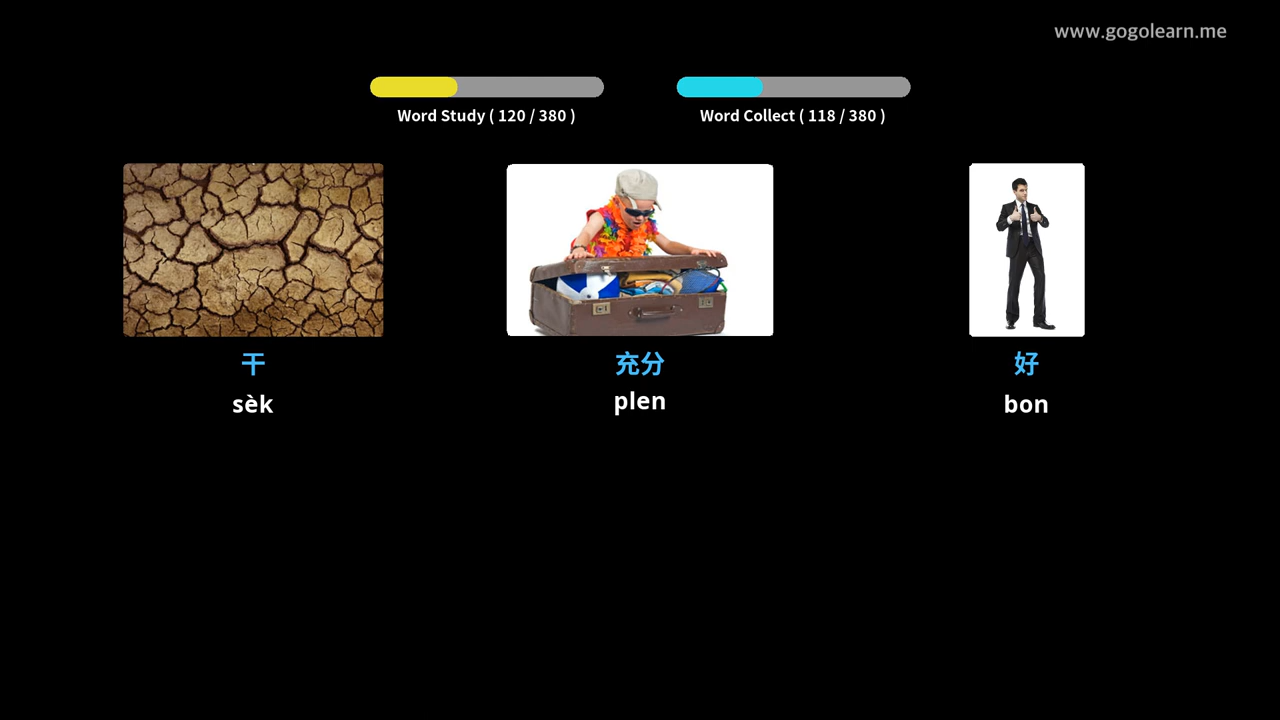 www.gogolearn.me
Word Study ( 120 / 380 )
Word Collect ( 118 / 380 )
干
充分
好
sèk
plen
bon